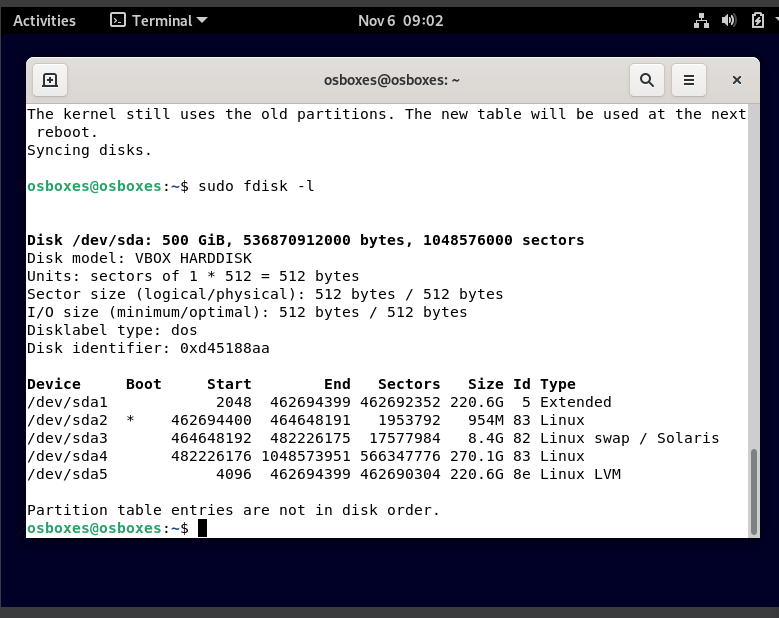 Activities Terminal Nov 6 09:02
osboxes@osboxes: ~
The kernel still uses the old partitions. The new table will be used at the next
 reboot.
Syncing disks.
osboxes@osboxes:~$ sudo fdisk -l
Disk /dev/sda: 500 GiB, 536870912000 bytes, 1048576000 sectors
Disk model: VBOX HARDDISK
Units: sectors of 1 * 512 = 512 bytes
Sector size (logical/physical): 512 bytes / 512 bytes
I/O size (minimum/optimal): 512 bytes / 512 bytes
Disklabel type: dos
Disk identifier: 0xd45188aa
Device     Boot     Start        End   Sectors   Size Id Type
/dev/sda1            2048  462694399 462692352 220.6G  5 Extended
/dev/sda2  *    462694400  464648191   1953792   954M 83 Linux
/dev/sda3       464648192  482226175  17577984   8.4G 82 Linux swap / Solaris
/dev/sda4       482226176 1048573951 566347776 270.1G 83 Linux
/dev/sda5            4096  462694399 462690304 220.6G 8e Linux LVM
Partition table entries are not in disk order.
osboxes@osboxes:~$